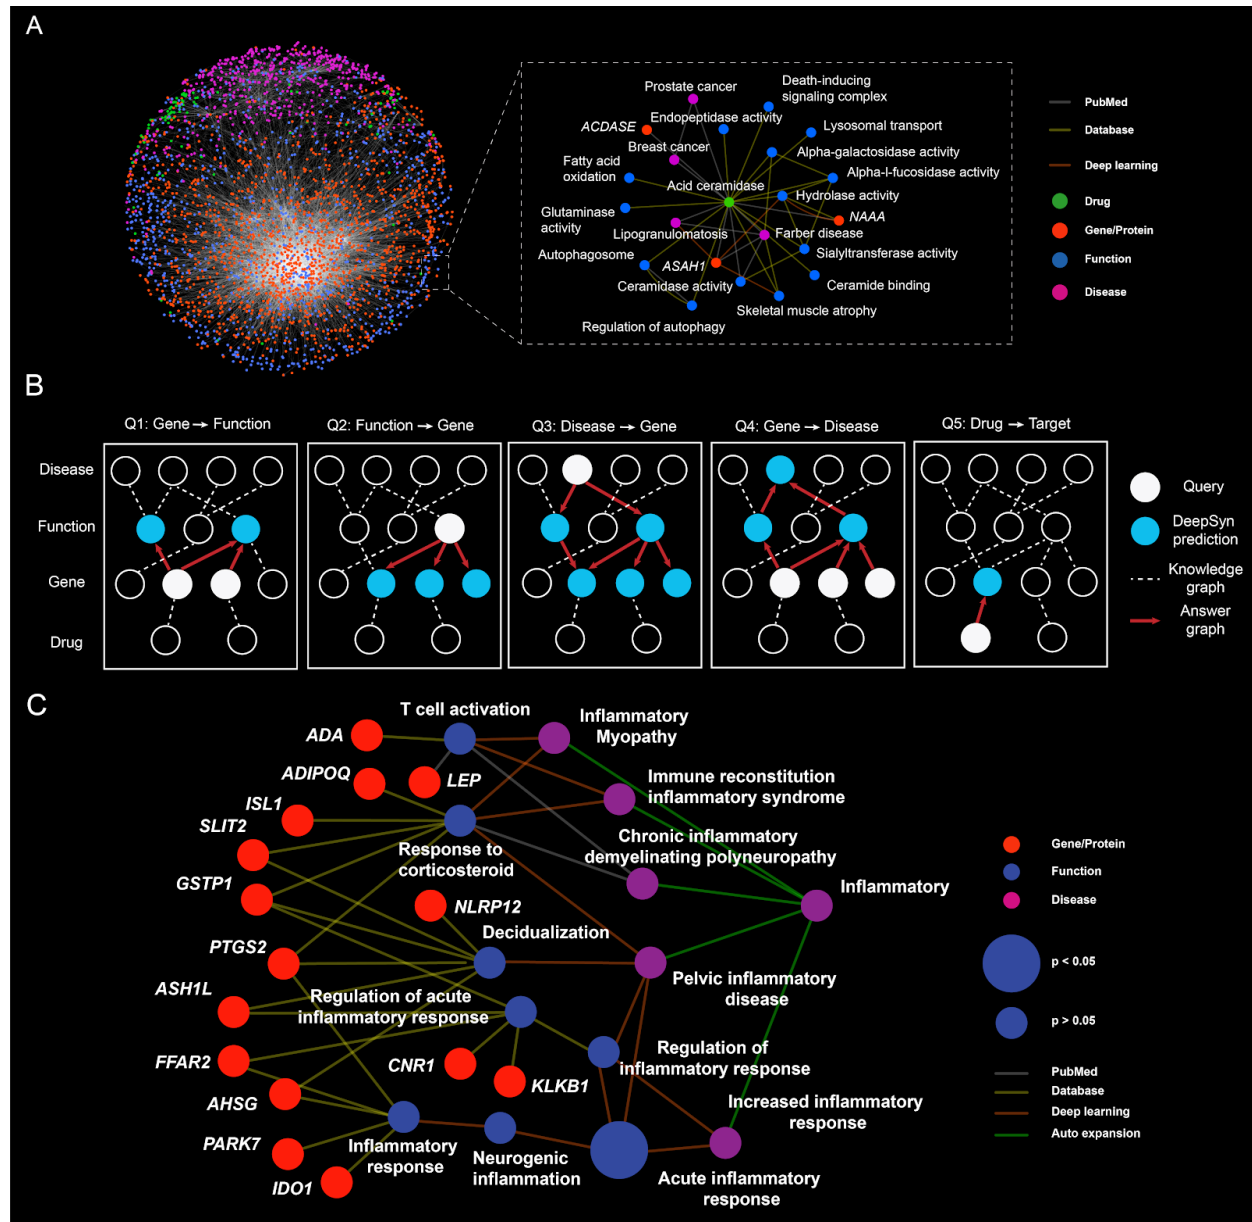 A
Prostate cancer
Death-inducing
signaling complex
ACDASE
Endopeptidase activity
Lysosomal transport
Breast cancer
Alpha-galactosidase activity
Fatty acid
oxidation
Acid ceramidase
Alpha-l-fucosidase activity
Hydrolase activity
Glutaminase
activity
NAAA
Lipogranulomatosis
Farber disease
Autophagosome
ASAH1
Sialyltransferase activity
Ceramidase activity
Ceramide binding
Skeletal muscle atrophy
Regulation of autophagy
PubMed
Database
Deep learning
Drug
Gene/Protein
Function
Disease
B
Q1: Gene → Function
Q2: Function → Gene
Q3: Disease → Gene
Q4: Gene → Disease
Q5: Drug → Target
Disease
Function
Gene
Drug
Query
DeepSyn
prediction
Knowledge
graph
Answer
graph
C
T cell activation
Inflammatory
Myopathy
ADA
ADIPOQ
LEP
Immune reconstitution
inflammatory syndrome
ISL1
SLIT2
Chronic inflammatory
demyelinating polyneuropathy
Response to
corticosteroid
GSTP1
Inflammatory
NLRP12
Decidualization
PTGS2
Pelvic inflammatory
disease
ASH1L
Regulation of acute
inflammatory response
FFAR2
CNR1
KLKB1
Regulation of
inflammatory response
AHSG
Increased inflammatory
response
PARK7
Inflammatory
response
Neurogenic
inflammation
IDO1
Acute inflammatory
response
Gene/Protein
Function
Disease
p < 0.05
p > 0.05
PubMed
Database
Deep learning
Auto expansion